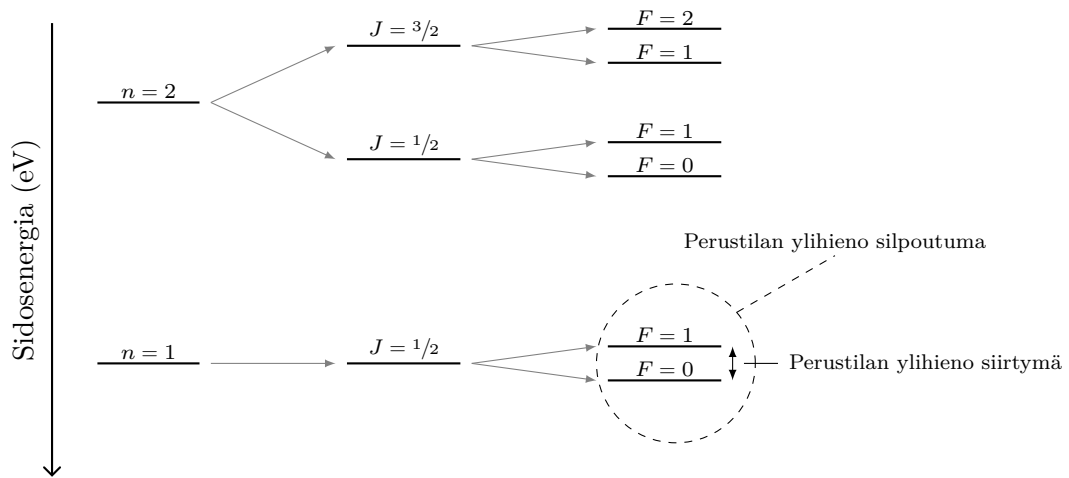 Sidosenergia (eV)
n = 2
J = 3/2
J = 1/2
F = 2
F = 1
F = 1
F = 0
Perustilan ylihieno silpoutuma
n = 1
J = 1/2
F = 1
F = 0
Perustilan ylihieno siirtymä